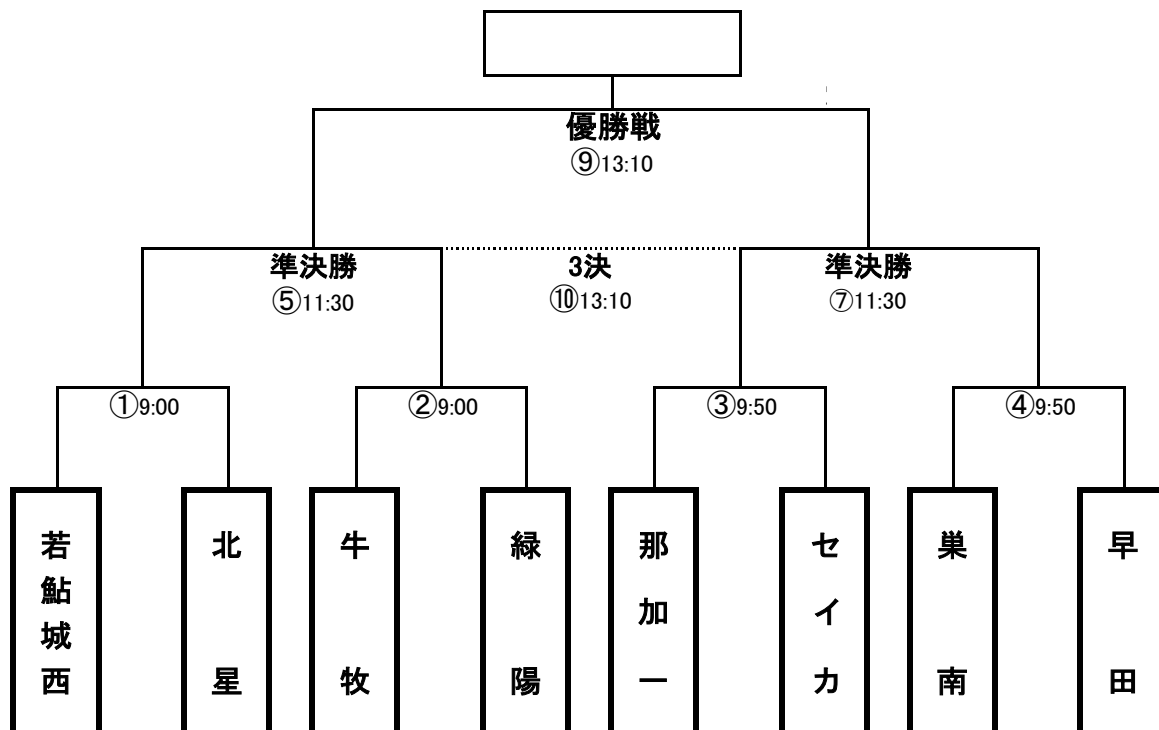 優勝戦
⑨13:10
準決勝
⑤11:30
3決
⑩13:10
準決勝
⑦11:30
①9:00
②9:00
③9:50
④9:50
若鮎城西
北星
牛牧
緑陽
那加一
セイカ
巣南
早田